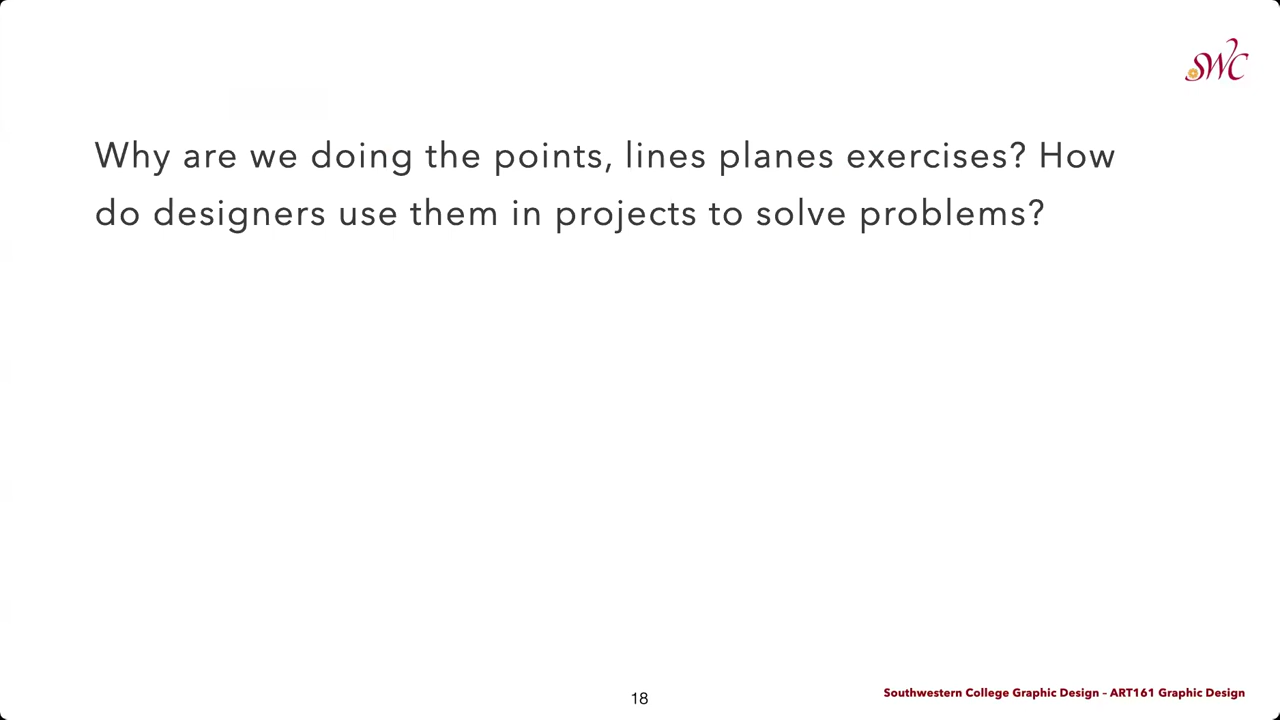 SWC
Why are we doing the points, lines planes exercises? How
do designers use them in projects to solve problems?
18
Southwestern College Graphic Design – ART161 Graphic Design